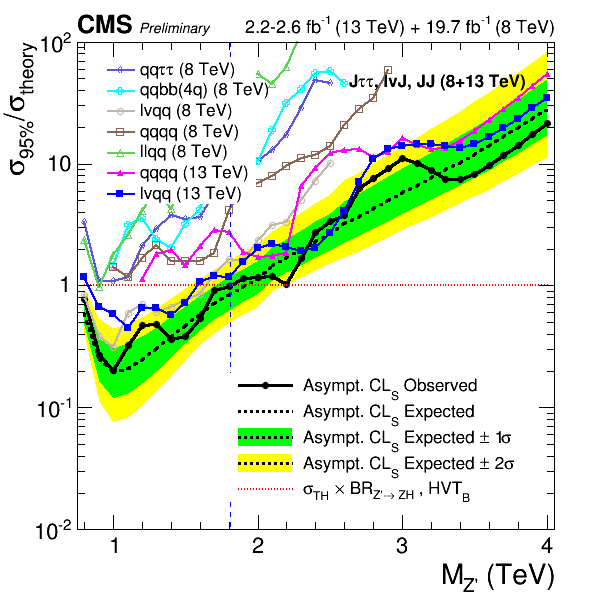 CMS Preliminary 2.2-2.6 fb⁻¹ (13 TeV) + 19.7 fb⁻¹ (8 TeV)
σ95%/σtheory
10²
10
1
10⁻¹
10⁻²
qqττ (8 TeV)
qqbb(4q) (8 TeV)
lvqq (8 TeV)
qqqq (8 TeV)
llqq (8 TeV)
qqqq (13 TeV)
lvqq (13 TeV)
Jττ, lvJ, JJ (8+13 TeV)
Asympt. CLS Observed
Asympt. CLS Expected
Asympt. CLS Expected ± 1σ
Asympt. CLS Expected ± 2σ
σTH × BRZ'→ ZH , HVTB
1 2 3 4
MZ' (TeV)